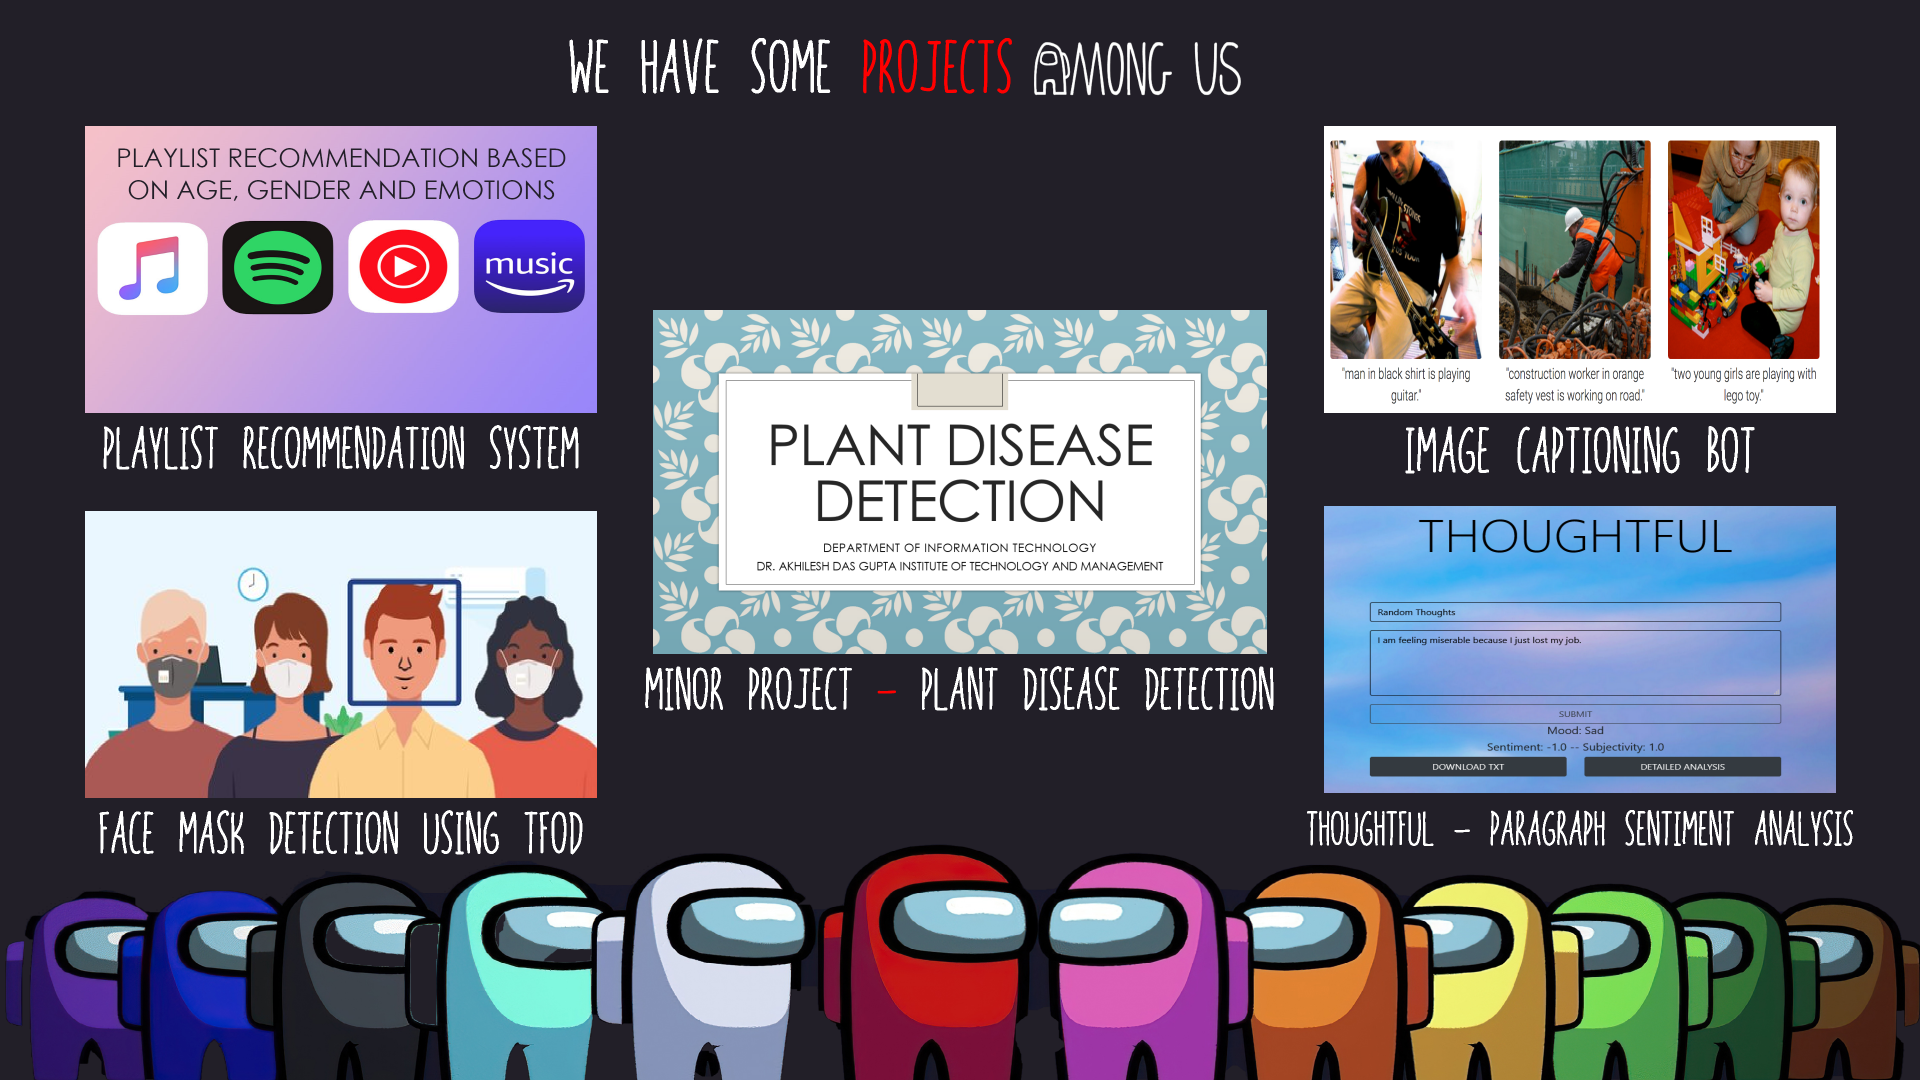 WE HAVE SOME PROJECTS AMONG US
PLAYLIST RECOMMENDATION BASED
ON AGE, GENDER AND EMOTIONS
music
PLAYLIST RECOMMENDATION SYSTEM
FACE MASK DETECTION USING TFOD
PLANT DISEASE
DETECTION
DEPARTMENT OF INFORMATION TECHNOLOGY
DR. AKHILESH DAS GUPTA INSTITUTE OF TECHNOLOGY AND MANAGEMENT
MINOR PROJECT - PLANT DISEASE DETECTION
"man in black shirt is playing
guitar."
"construction worker in orange
safety vest is working on road."
"two young girls are playing with
lego toy."
IMAGE CAPTIONING BOT
THOUGHTFUL
Random Thoughts
I am feeling miserable because I just lost my job.
SUBMIT
Mood: Sad
Sentiment: -1.0 -- Subjectivity: 1.0
DOWNLOAD TXT
DETAILED ANALYSIS
THOUGHTFUL - PARAGRAPH SENTIMENT ANALYSIS